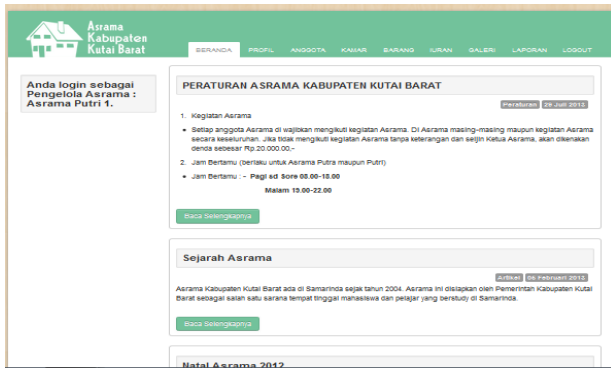 Asrama
Kabupaten
Kutai Barat
BERANDA PROFIL ANGGOTA KAMAR BARANG IURAN GALERI LAPORAN LOGOUT
Anda login sebagai
Pengelola Asrama :
Asrama Putri 1.
PERATURAN ASRAMA KABUPATEN KUTAI BARAT
Peraturan 29 Juli 2013
1. Kegiatan Asrama
• Setiap anggota Asrama di wajibkan mengikuti kegiatan Asrama. Di Asrama masing-masing maupun kegiatan Asrama
secara keseluruhan. Jika tidak mengikuti kegiatan Asrama tanpa keterangan dan seijin Ketua Asrama, akan dikenakan
denda sebesar Rp.20.000.00,-
2. Jam Bertamu (berlaku untuk Asrama Putra maupun Putri)
• Jam Bertamu : - Pagi sd Sore 08.00-18.00
Malam 19.00-22.00
Baca Selengkapnya
Sejarah Asrama
Artikel 06 Februari 2013
Asrama Kabupaten Kutai Barat ada di Samarinda sejak tahun 2004. Asrama ini disiapkan oleh Pemerintah Kabupaten Kutai
Barat sebagai salah satu sarana tempat tinggal mahasiswa dan pelajar yang berstudy di Samarinda.
Baca Selengkapnya
Natal Asrama 2012